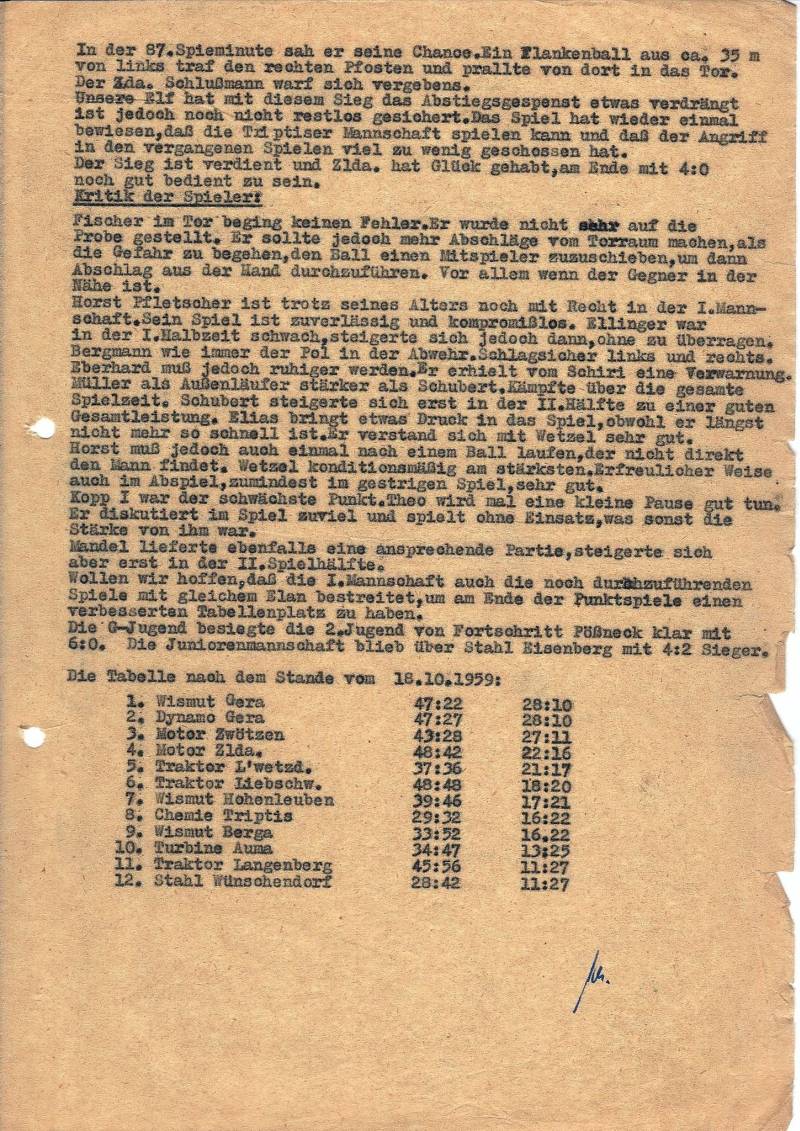 In der 87.Spieminute sah er seine Chance.Ein Flankenball aus ca. 35 m
von links traf den rechten Pfosten und prallte von dort in das Tor.
Der Zda. Schlußmann warf sich vergebens.
Unsere Elf hat mit diesem Sieg das Abstiegsgespenst etwas verdrängt
ist jedoch noch nicht restlos gesichert.Das Spiel hat wieder einmal
bewiesen,daß die Triptiser Mannschaft spielen kann und daß der Angriff
in den vergangenen Spielen viel zu wenig geschossen hat.
Der Sieg ist verdient und Zlda. hat Glück gehabt,am Ende mit 4:0
noch gut bedient zu sein.
Kritik der Spieler:
Fischer im Tor beging keinen Fehler.Er wurde nicht sehr auf die
Probe gestellt. Er sollte jedoch mehr Abschläge vom Torraum machen,als
die Gefahr zu begehen,den Ball einen Mitspieler zuzuschieben,um dann
Abschlag aus der Hand durchzuführen. Vor allem wenn der Gegner in der
Nähe ist.
Horst Pfletscher ist trotz seines Alters noch mit Recht in der I.Mann-
schaft.Sein Spiel ist zuverlässig und kompromißlos. Ellinger war
in der I.Halbzeit schwach,steigerte sich jedoch dann,ohne zu überragen.
Bergmann wie immer der Pol in der Abwehr.Schlagsicher links und rechts.
Eberhard muß jedoch ruhiger werden.Er erhielt vom Schiri eine Verwarnung.
Müller als Außenläufer stärker als Schubert.Kämpfte über die gesamte
Spielzeit. Schubert steigerte sich erst in der II.Hälfte zu einer guten
Gesamtleistung. Elias bringt etwas Druck in das Spiel,obwohl er längst
nicht mehr so schnell ist.Er verstand sich mit Wetzel sehr gut.
Horst muß jedoch auch einmal nach einem Ball laufen,der nicht direkt
den Mann findet. Wetzel konditionsmäßig am stärksten.Erfreulicher Weise
auch im Abspiel,zumindest im gestrigen Spiel,sehr gut.
Kopp I war der schwächste Punkt.Theo wird mal eine kleine Pause gut tun.
Er diskutiert im Spiel zuviel und spielt ohne Einsatz,was sonst die
Stärke von ihm war.
Mandel lieferte ebenfalls eine ansprechende Partie,steigerte sich
aber erst in der II.Spielhälfte.
Wollen wir hoffen,daß die I.Mannschaft auch die noch durchzuführenden
Spiele mit gleichem Elan bestreitet,um am Ende der Punktspiele einen
verbesserten Tabellenplatz zu haben.
Die G-Jugend besiegte die 2.Jugend von Fortschritt Pößneck klar mit
6:0. Die Juniorenmannschaft blieb über Stahl Eisenberg mit 4:2 Sieger.
Die Tabelle nach dem Stande vom 18.10.1959:
1. Wismut Gera 47:22 28:10
2. Dynamo Gera 47:27 28:10
3. Motor Zwötzen 43:28 27:11
4. Motor Zlda. 48:42 22:16
5. Traktor L'wetzd. 37:36 21:17
6. Traktor Liebschw. 48:48 18:20
7. Wismut Hohenleuben 39:46 17:21
8. Chemie Triptis 29:32 16:22
9. Wismut Berga 33:52 16.22
10. Turbine Auma 34:47 13:25
11. Traktor Langenberg 45:56 11:27
12. Stahl Wünschendorf 28:42 11:27